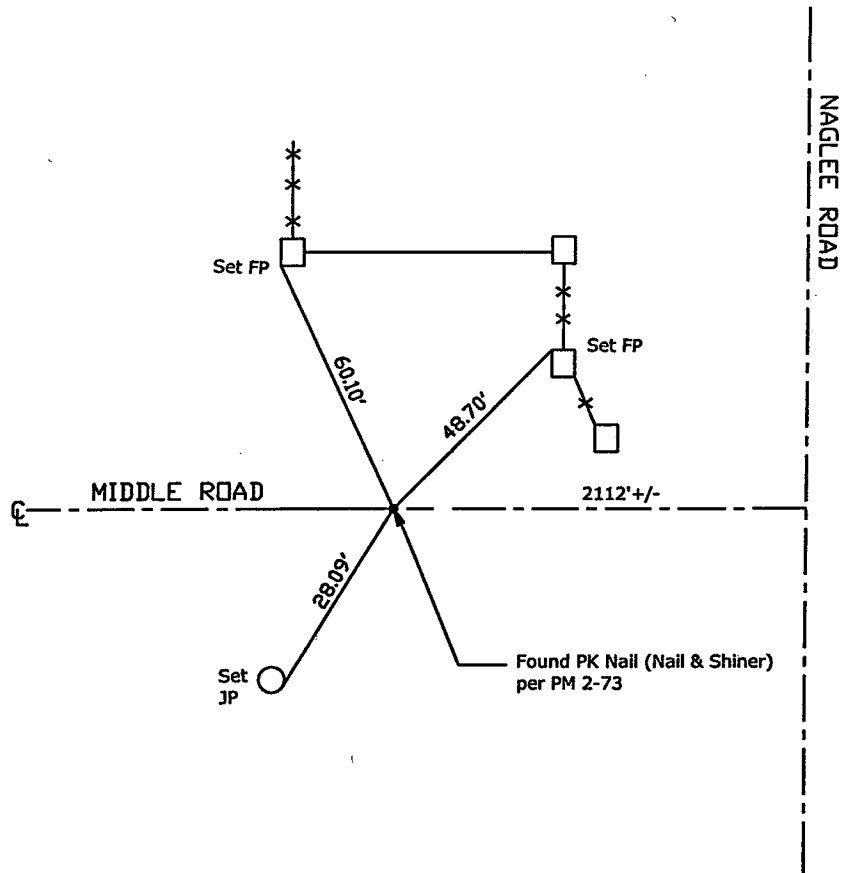 NAGLEE ROAD
Set FP
Set FP
60.10'
48.70'
MIDDLE ROAD
2112'+/-
℄
28.09'
Set
JP
Found PK Nail (Nail & Shiner)
per PM 2-73